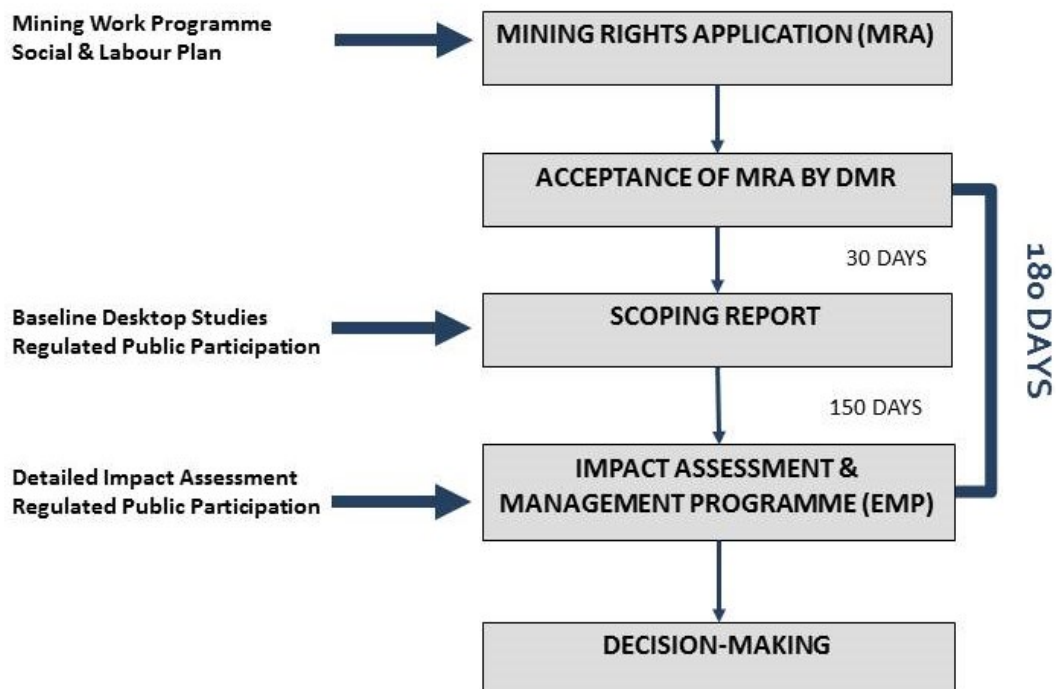 Mining Work Programme
Social & Labour Plan
MINING RIGHTS APPLICATION (MRA)
ACCEPTANCE OF MRA BY DMR
30 DAYS
180 DAYS
Baseline Desktop Studies
Regulated Public Participation
SCOPING REPORT
150 DAYS
Detailed Impact Assessment
Regulated Public Participation
IMPACT ASSESSMENT &
MANAGEMENT PROGRAMME (EMP)
DECISION-MAKING